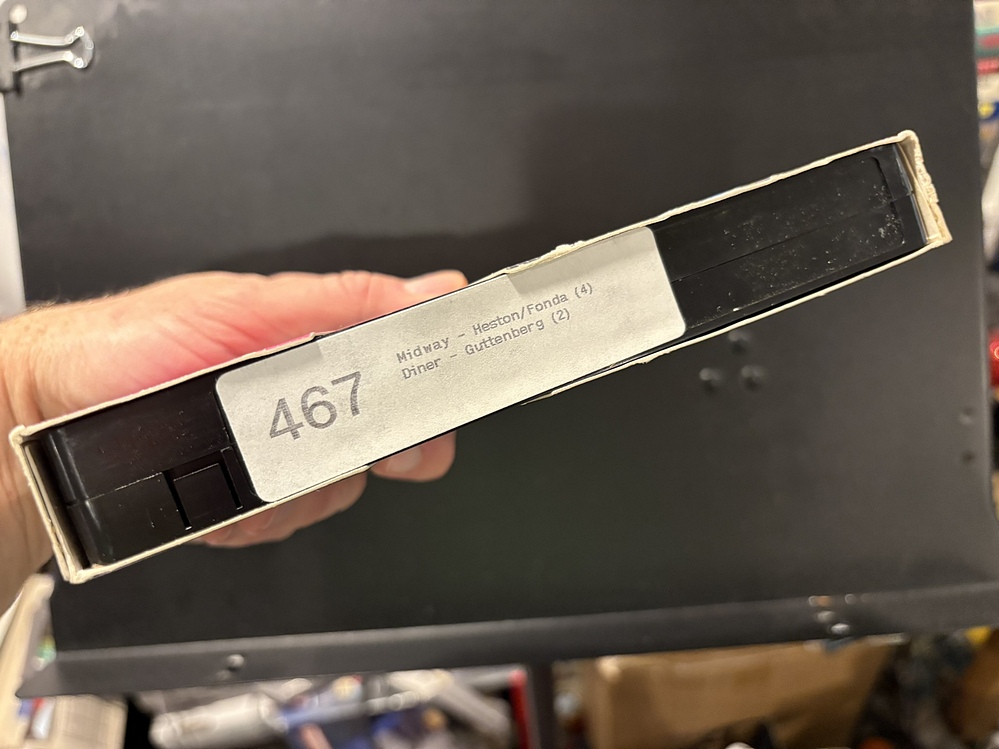 467
Midway - Heston/Fonda (4)
Diner - Guttenberg (2)